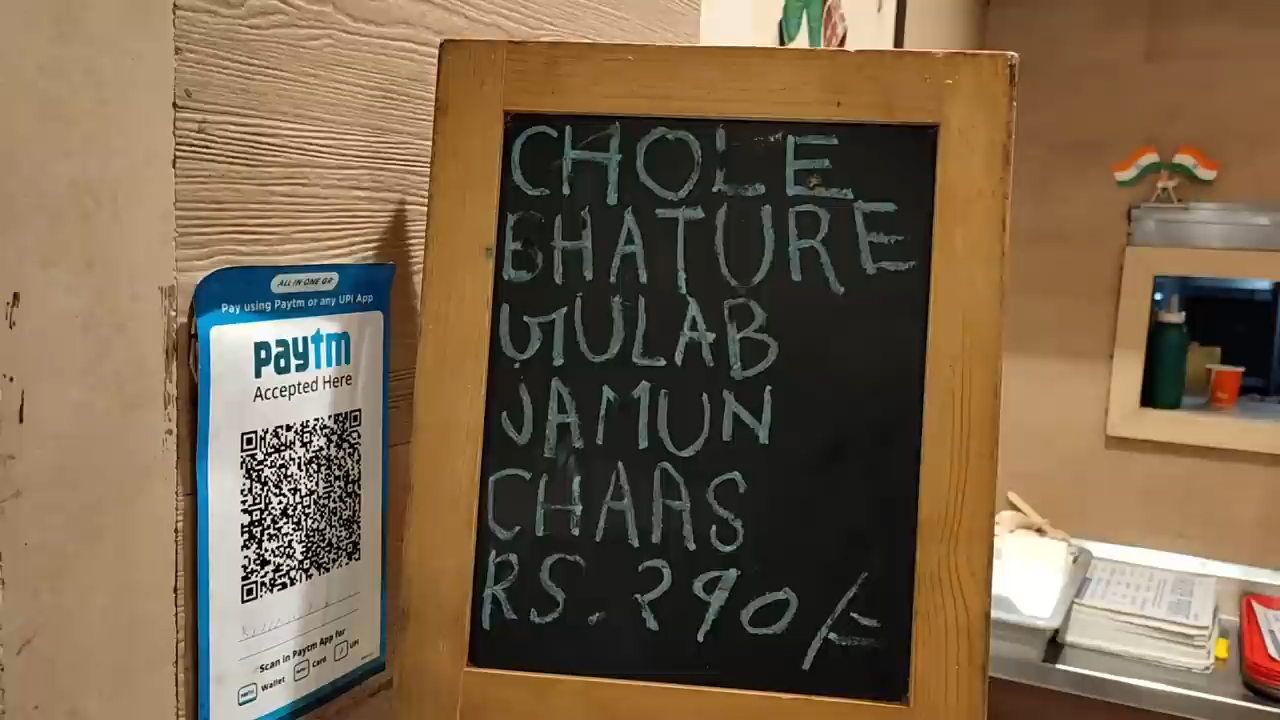 CHOLE
BHATURE
GULAB
JAMUN
CHAAS
RS. 290/=
ALL IN ONE QR
Pay using Paytm or any UPI App
paytm
Accepted Here
Scan in Paytm App for
Wallet
Card
UPI